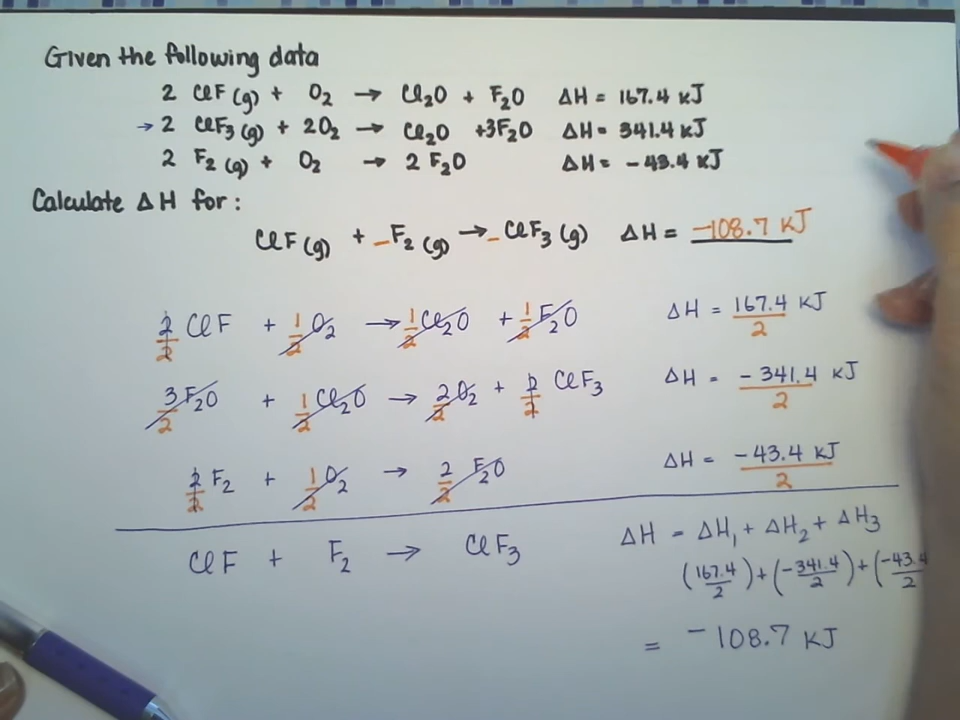 Given the following data
2 ClF (g) + O₂ → Cl₂O + F₂O ΔH = 167.4 kJ
→ 2 ClF₃ (g) + 2O₂ → Cl₂O +3F₂O ΔH = 341.4 kJ
2 F₂ (g) + O₂ → 2 F₂O ΔH = -43.4 kJ
Calculate ΔH for:
ClF (g) + _F₂ (g) → _ClF₃ (g) ΔH = -108.7 kJ
2/2 ClF + 1/2 O₂ → 1/2 Cl₂O + 1/2 F₂O ΔH = 167.4 kJ/2
3/2 F₂O + 1/2 Cl₂O → 2/2 O₂ + 2/2 ClF₃ ΔH = -341.4 kJ/2
2/2 F₂ + 1/2 O₂ → 2/2 F₂O ΔH = -43.4 kJ/2
ClF + F₂ → ClF₃ ΔH = ΔH₁ + ΔH₂ + ΔH₃
(167.4/2) + (-341.4/2) + (-43.4/2
= -108.7 kJ